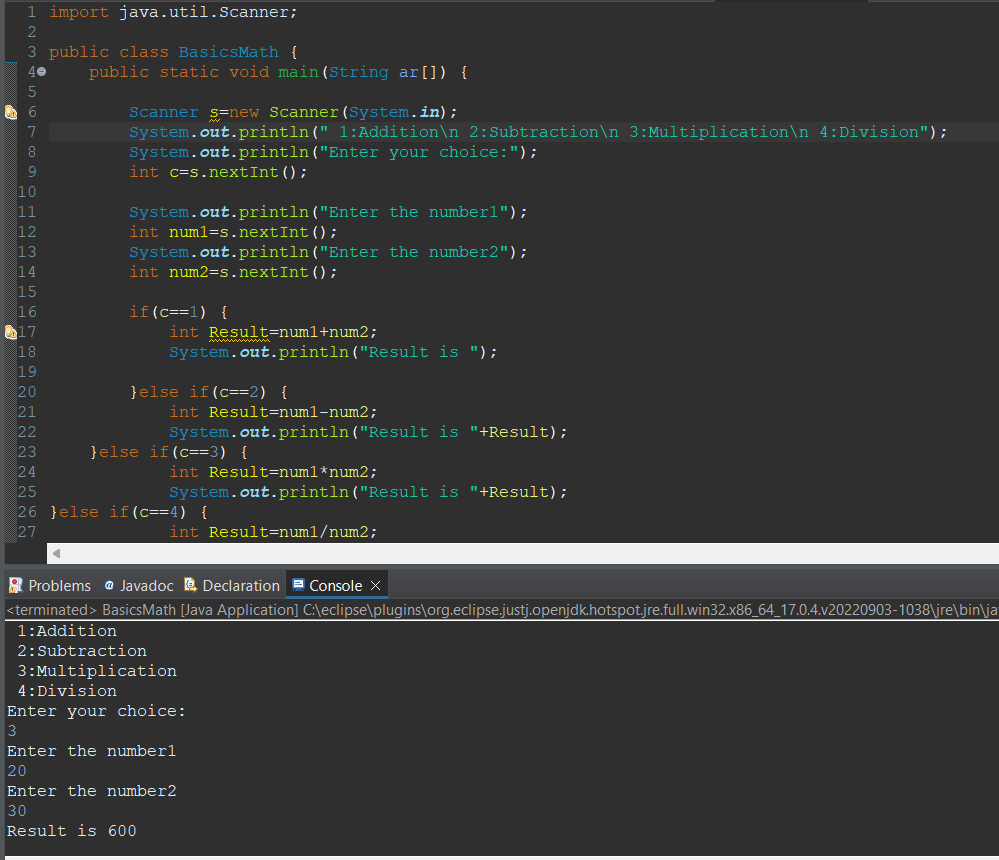 1 import java.util.Scanner;
2
3 public class BasicsMath {
4 public static void main(String ar[]) {
5
6 Scanner s=new Scanner(System.in);
7 System.out.println(" 1:Addition\n 2:Subtraction\n 3:Multiplication\n 4:Division");
8 System.out.println("Enter your choice:");
9 int c=s.nextInt();
10
11 System.out.println("Enter the number1");
12 int num1=s.nextInt();
13 System.out.println("Enter the number2");
14 int num2=s.nextInt();
15
16 if(c==1) {
17 int Result=num1+num2;
18 System.out.println("Result is ");
19
20 }else if(c==2) {
21 int Result=num1-num2;
22 System.out.println("Result is "+Result);
23 }else if(c==3) {
24 int Result=num1*num2;
25 System.out.println("Result is "+Result);
26 }else if(c==4) {
27 int Result=num1/num2;
Problems @ Javadoc Declaration Console
<terminated> BasicsMath [Java Application] C:\eclipse\plugins\org.eclipse.justj.openjdk.hotspot.jre.full.win32.x86_64_17.0.4.v20220903-1038\jre\bin\ja
1:Addition
2:Subtraction
3:Multiplication
4:Division
Enter your choice:
3
Enter the number1
20
Enter the number2
30
Result is 600